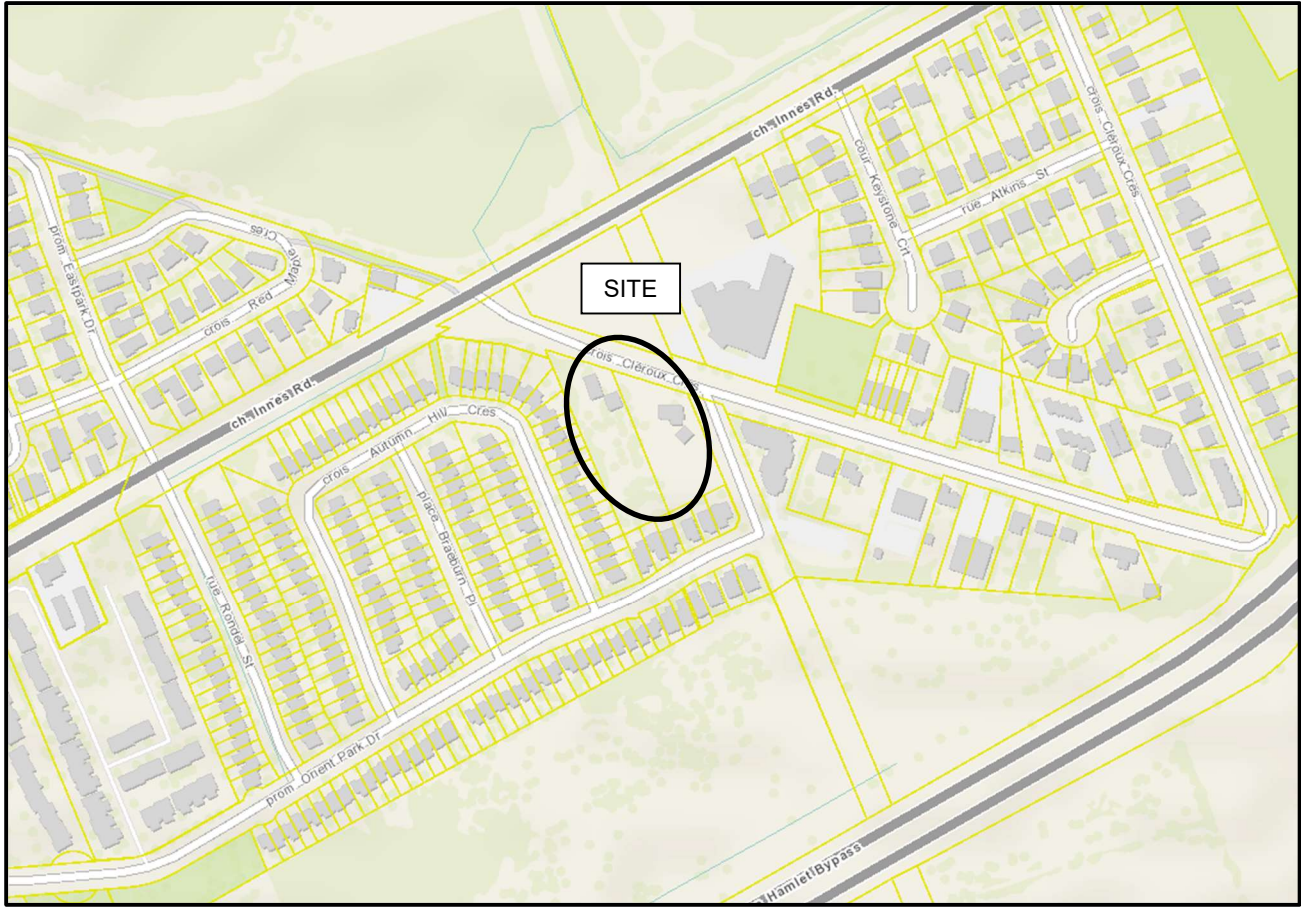 ch. Innes Rd.
crois Cléroux Cres
cour Keystone Crt
rue Atkins St
prom Eastpark Dr
crois Red Maple Cres
SITE
crois Cléroux Cres
ch. Innes Rd.
crois Autumn Hill Cres
place Braeburn Pl
rue Rondel St
prom Orient Park Dr
Hamlet Bypass